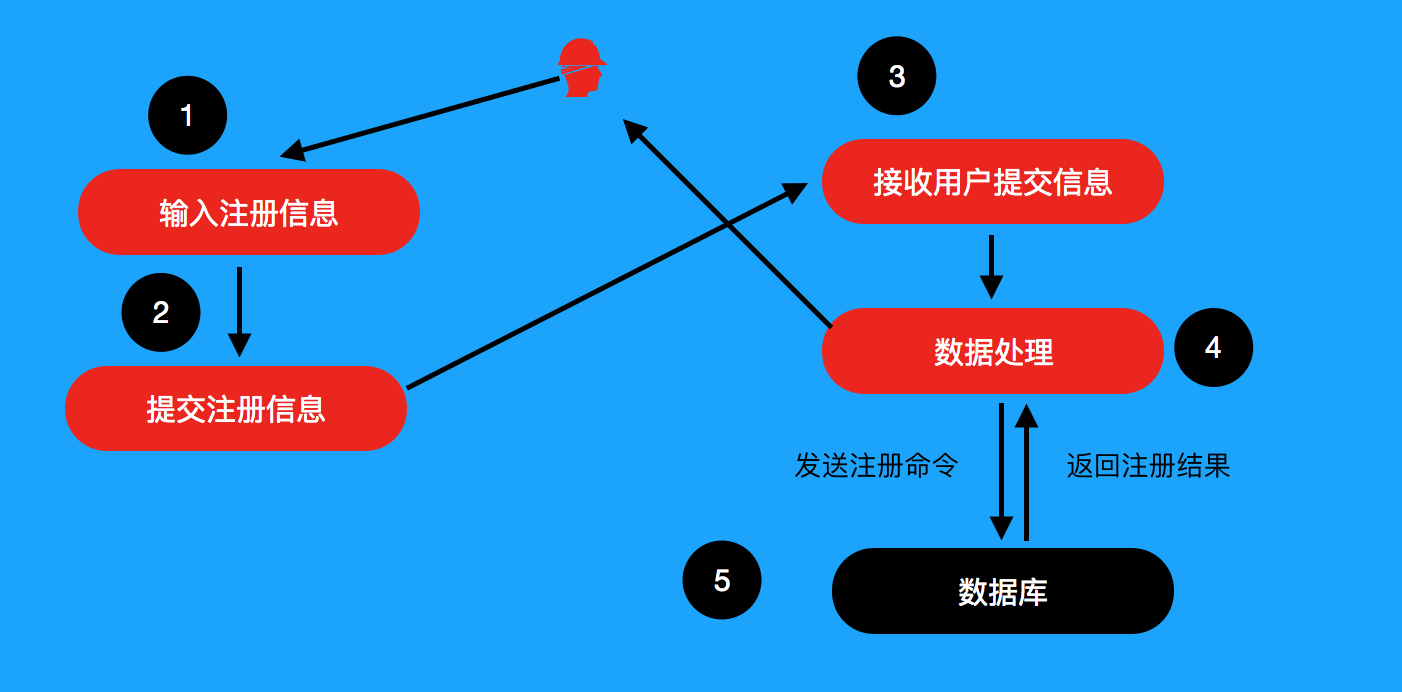 1
输入注册信息
2
提交注册信息
3
接收用户提交信息
数据处理
4
发送注册命令
返回注册结果
5
数据库